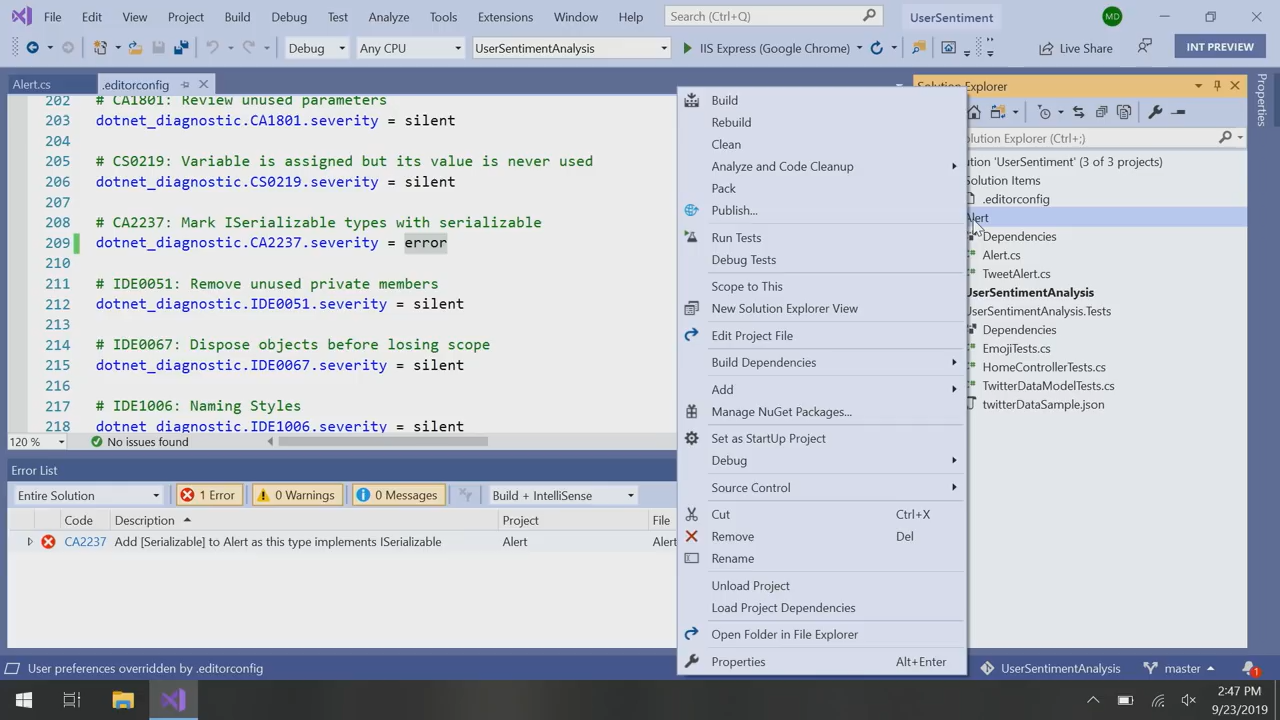 File Edit View Project Build Debug Test Analyze Tools Extensions Window Help Search (Ctrl+Q) UserSentiment MD
Debug Any CPU UserSentimentAnalysis IIS Express (Google Chrome) Live Share INT PREVIEW
Alert.cs .editorconfig
202 # CA1801: Review unused parameters
203 dotnet_diagnostic.CA1801.severity = silent
204
205 # CS0219: Variable is assigned but its value is never used
206 dotnet_diagnostic.CS0219.severity = silent
207
208 # CA2237: Mark ISerializable types with serializable
209 dotnet_diagnostic.CA2237.severity = error
210
211 # IDE0051: Remove unused private members
212 dotnet_diagnostic.IDE0051.severity = silent
213
214 # IDE0067: Dispose objects before losing scope
215 dotnet_diagnostic.IDE0067.severity = silent
216
217 # IDE1006: Naming Styles
218 dotnet_diagnostic.IDE1006.severity = silent
120 % No issues found
Error List
Entire Solution 1 Error 0 Warnings 0 Messages Build + IntelliSense
Code Description Project File
CA2237 Add [Serializable] to Alert as this type implements ISerializable Alert Alert
Build
Rebuild
Clean
Analyze and Code Cleanup
Pack
Publish...
Run Tests
Debug Tests
Scope to This
New Solution Explorer View
Edit Project File
Build Dependencies
Add
Manage NuGet Packages...
Set as StartUp Project
Debug
Source Control
Cut Ctrl+X
Remove Del
Rename
Unload Project
Load Project Dependencies
Open Folder in File Explorer
Properties Alt+Enter
Solution Explorer
olution Explorer (Ctrl+;)
ution 'UserSentiment' (3 of 3 projects)
Solution Items
.editorconfig
Alert
Dependencies
Alert.cs
TweetAlert.cs
UserSentimentAnalysis
UserSentimentAnalysis.Tests
Dependencies
EmojiTests.cs
HomeControllerTests.cs
TwitterDataModelTests.cs
twitterDataSample.json
Properties
User preferences overridden by .editorconfig UserSentimentAnalysis master 1
2:47 PM
9/23/2019